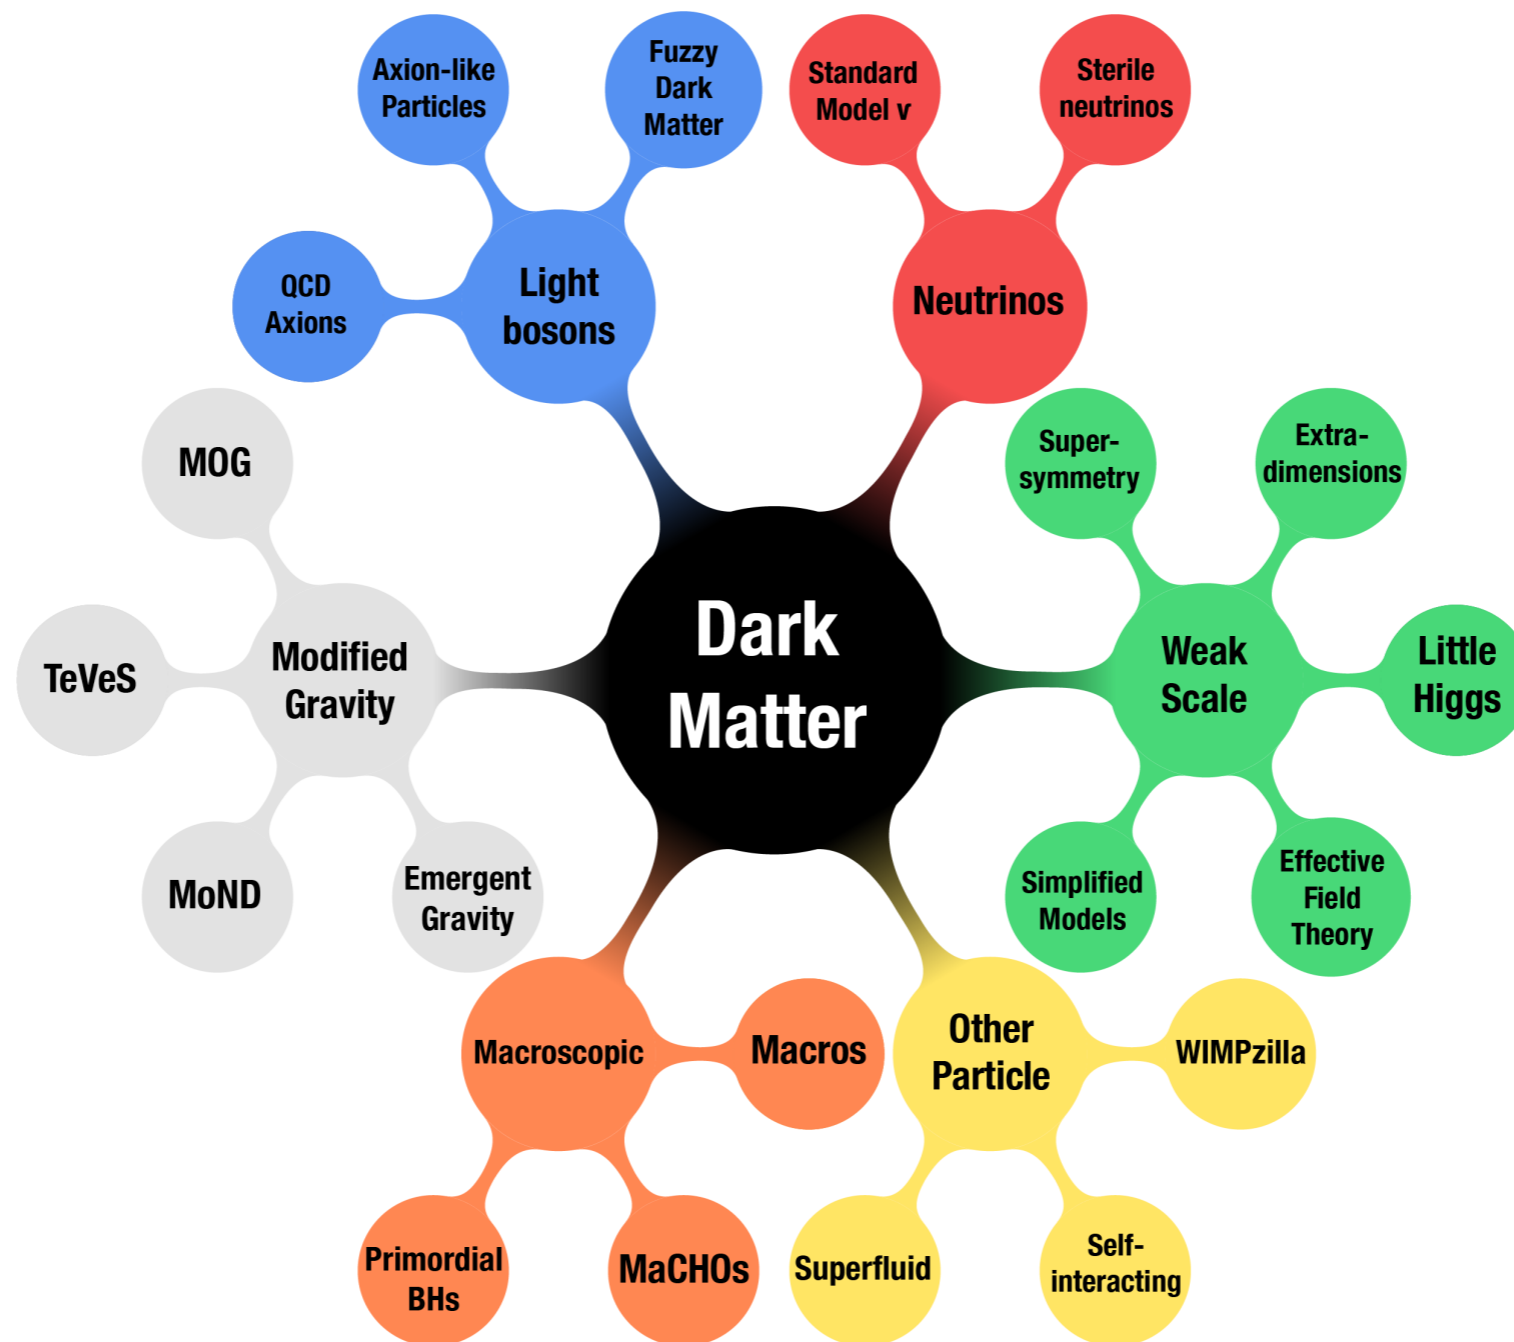 Axion-like
Particles
Fuzzy
Dark
Matter
Standard
Model ν
Sterile
neutrinos
QCD
Axions
Light
bosons
Neutrinos
MOG
Super-
symmetry
Extra-
dimensions
TeVeS
Modified
Gravity
Dark
Matter
Weak
Scale
Little
Higgs
MoND
Emergent
Gravity
Simplified
Models
Effective
Field
Theory
Macroscopic
Macros
Other
Particle
WIMPzilla
Primordial
BHs
MaCHOs
Superfluid
Self-
interacting